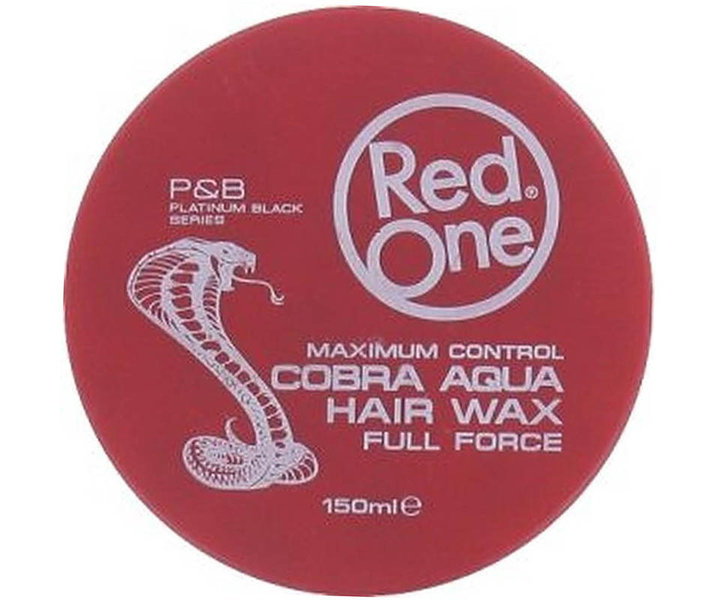 Red
One®
P&B
PLATINUM BLACK
SERIES
MAXIMUM CONTROL
COBRA AQUA
HAIR WAX
FULL FORCE
150ml℮